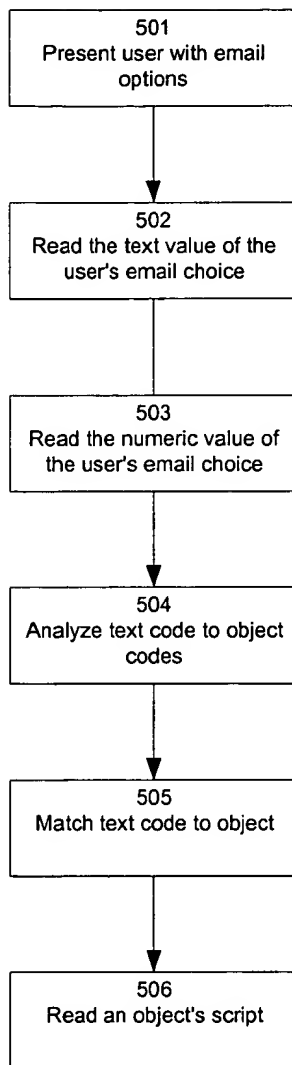 501
Present user with email
options
502
Read the text value of the
user's email choice
503
Read the numeric value of
the user's email choice
504
Analyze text code to object
codes
505
Match text code to object
506
Read an object's script